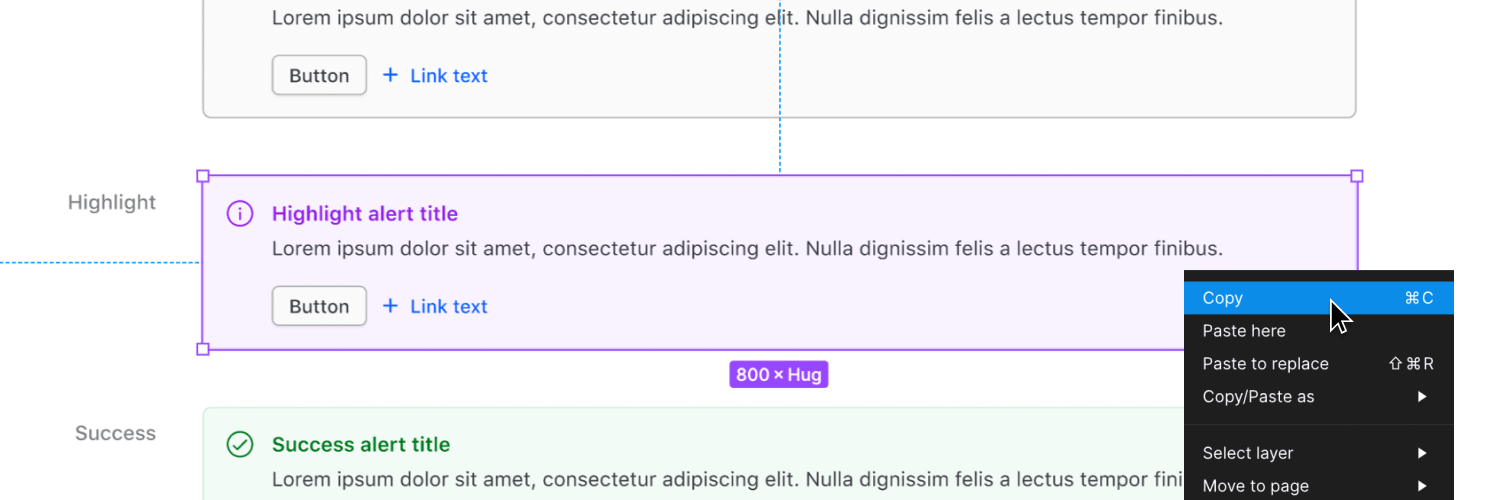 Lorem ipsum dolor sit amet, consectetur adipiscing elit. Nulla dignissim felis a lectus tempor finibus.
Button + Link text
Highlight
Highlight alert title
Lorem ipsum dolor sit amet, consectetur adipiscing elit. Nulla dignissim felis a lectus tempor finibus.
Button + Link text
800 × Hug
Copy ⌘C
Paste here
Paste to replace ⇧⌘R
Copy/Paste as
Select layer
Move to page
Success
Success alert title
Lorem ipsum dolor sit amet, consectetur adipiscing elit. Nulla dignissim felis a lectus tempor